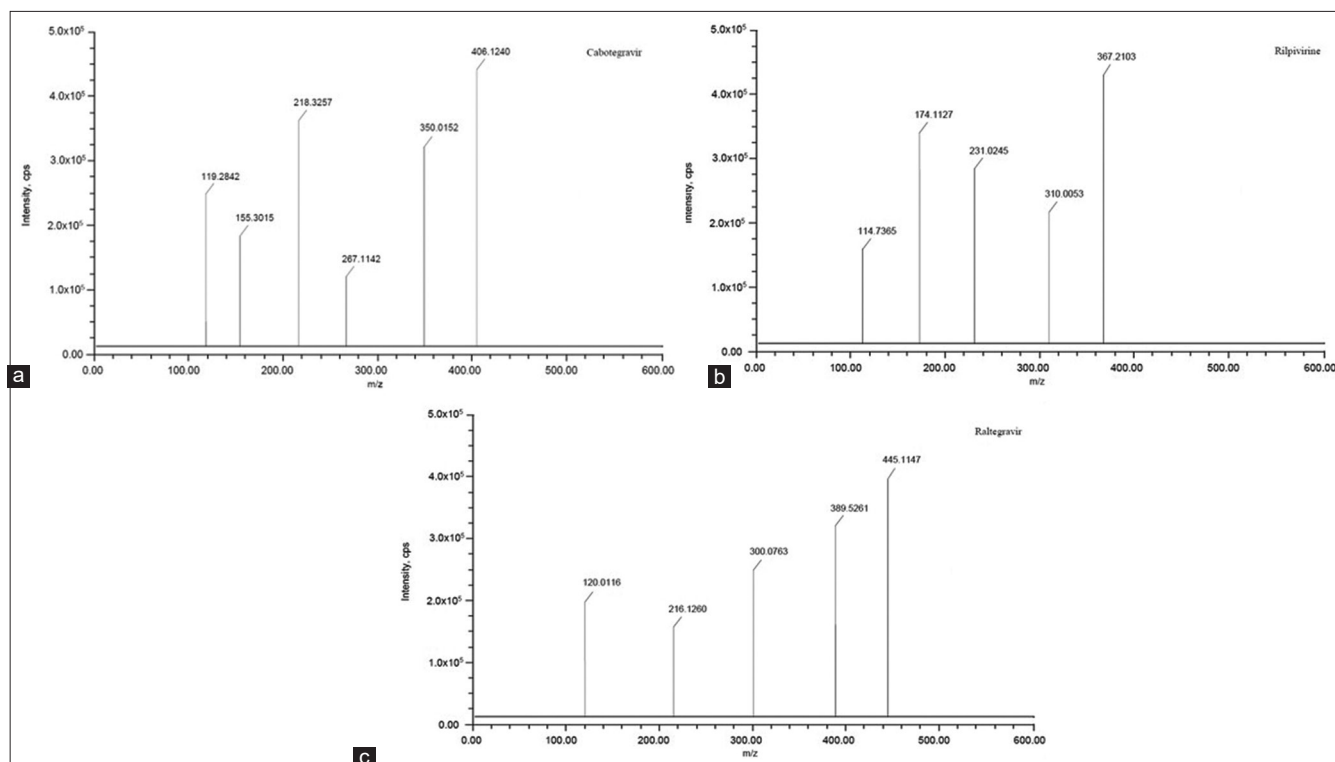 Cabotegravir
5.0x10⁵
4.0x10⁵
3.0x10⁵
2.0x10⁵
1.0x10⁵
0.00
Intensity, cps
119.2842
155.3015
218.3257
267.1142
350.0152
406.1240
0.00 100.00 200.00 300.00 400.00 500.00 600.00
m/z
a
Rilpivirine
5.0x10⁵
4.0x10⁵
3.0x10⁵
2.0x10⁵
1.0x10⁵
0.00
Intensity, cps
114.7365
174.1127
231.0245
310.0053
367.2103
0.00 100.00 200.00 300.00 400.00 500.00 600.00
m/z
b
Raltegravir
5.0x10⁵
4.0x10⁵
3.0x10⁵
2.0x10⁵
1.0x10⁵
0.00
Intensity, cps
120.0116
216.1260
300.0763
389.5261
445.1147
0.00 100.00 200.00 300.00 400.00 500.00 600.00
m/z
c